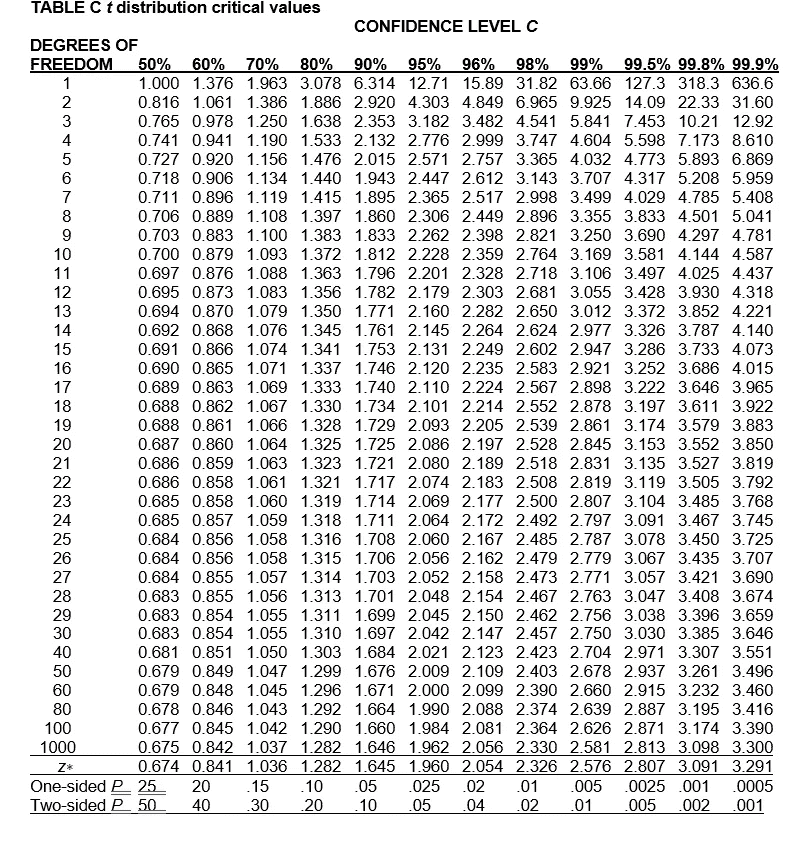 TABLE C t distribution critical values
CONFIDENCE LEVEL C
DEGREES OF
FREEDOM 50% 60% 70% 80% 90% 95% 96% 98% 99% 99.5% 99.8% 99.9%
1 1.000 1.376 1.963 3.078 6.314 12.71 15.89 31.82 63.66 127.3 318.3 636.6
2 0.816 1.061 1.386 1.886 2.920 4.303 4.849 6.965 9.925 14.09 22.33 31.60
3 0.765 0.978 1.250 1.638 2.353 3.182 3.482 4.541 5.841 7.453 10.21 12.92
4 0.741 0.941 1.190 1.533 2.132 2.776 2.999 3.747 4.604 5.598 7.173 8.610
5 0.727 0.920 1.156 1.476 2.015 2.571 2.757 3.365 4.032 4.773 5.893 6.869
6 0.718 0.906 1.134 1.440 1.943 2.447 2.612 3.143 3.707 4.317 5.208 5.959
7 0.711 0.896 1.119 1.415 1.895 2.365 2.517 2.998 3.499 4.029 4.785 5.408
8 0.706 0.889 1.108 1.397 1.860 2.306 2.449 2.896 3.355 3.833 4.501 5.041
9 0.703 0.883 1.100 1.383 1.833 2.262 2.398 2.821 3.250 3.690 4.297 4.781
10 0.700 0.879 1.093 1.372 1.812 2.228 2.359 2.764 3.169 3.581 4.144 4.587
11 0.697 0.876 1.088 1.363 1.796 2.201 2.328 2.718 3.106 3.497 4.025 4.437
12 0.695 0.873 1.083 1.356 1.782 2.179 2.303 2.681 3.055 3.428 3.930 4.318
13 0.694 0.870 1.079 1.350 1.771 2.160 2.282 2.650 3.012 3.372 3.852 4.221
14 0.692 0.868 1.076 1.345 1.761 2.145 2.264 2.624 2.977 3.326 3.787 4.140
15 0.691 0.866 1.074 1.341 1.753 2.131 2.249 2.602 2.947 3.286 3.733 4.073
16 0.690 0.865 1.071 1.337 1.746 2.120 2.235 2.583 2.921 3.252 3.686 4.015
17 0.689 0.863 1.069 1.333 1.740 2.110 2.224 2.567 2.898 3.222 3.646 3.965
18 0.688 0.862 1.067 1.330 1.734 2.101 2.214 2.552 2.878 3.197 3.611 3.922
19 0.688 0.861 1.066 1.328 1.729 2.093 2.205 2.539 2.861 3.174 3.579 3.883
20 0.687 0.860 1.064 1.325 1.725 2.086 2.197 2.528 2.845 3.153 3.552 3.850
21 0.686 0.859 1.063 1.323 1.721 2.080 2.189 2.518 2.831 3.135 3.527 3.819
22 0.686 0.858 1.061 1.321 1.717 2.074 2.183 2.508 2.819 3.119 3.505 3.792
23 0.685 0.858 1.060 1.319 1.714 2.069 2.177 2.500 2.807 3.104 3.485 3.768
24 0.685 0.857 1.059 1.318 1.711 2.064 2.172 2.492 2.797 3.091 3.467 3.745
25 0.684 0.856 1.058 1.316 1.708 2.060 2.167 2.485 2.787 3.078 3.450 3.725
26 0.684 0.856 1.058 1.315 1.706 2.056 2.162 2.479 2.779 3.067 3.435 3.707
27 0.684 0.855 1.057 1.314 1.703 2.052 2.158 2.473 2.771 3.057 3.421 3.690
28 0.683 0.855 1.056 1.313 1.701 2.048 2.154 2.467 2.763 3.047 3.408 3.674
29 0.683 0.854 1.055 1.311 1.699 2.045 2.150 2.462 2.756 3.038 3.396 3.659
30 0.683 0.854 1.055 1.310 1.697 2.042 2.147 2.457 2.750 3.030 3.385 3.646
40 0.681 0.851 1.050 1.303 1.684 2.021 2.123 2.423 2.704 2.971 3.307 3.551
50 0.679 0.849 1.047 1.299 1.676 2.009 2.109 2.403 2.678 2.937 3.261 3.496
60 0.679 0.848 1.045 1.296 1.671 2.000 2.099 2.390 2.660 2.915 3.232 3.460
80 0.678 0.846 1.043 1.292 1.664 1.990 2.088 2.374 2.639 2.887 3.195 3.416
100 0.677 0.845 1.042 1.290 1.660 1.984 2.081 2.364 2.626 2.871 3.174 3.390
1000 0.675 0.842 1.037 1.282 1.646 1.962 2.056 2.330 2.581 2.813 3.098 3.300
z* 0.674 0.841 1.036 1.282 1.645 1.960 2.054 2.326 2.576 2.807 3.091 3.291
One-sided P 25 20 .15 .10 .05 .025 .02 .01 .005 .0025 .001 .0005
Two-sided P 50 40 .30 .20 .10 .05 .04 .02 .01 .005 .002 .001